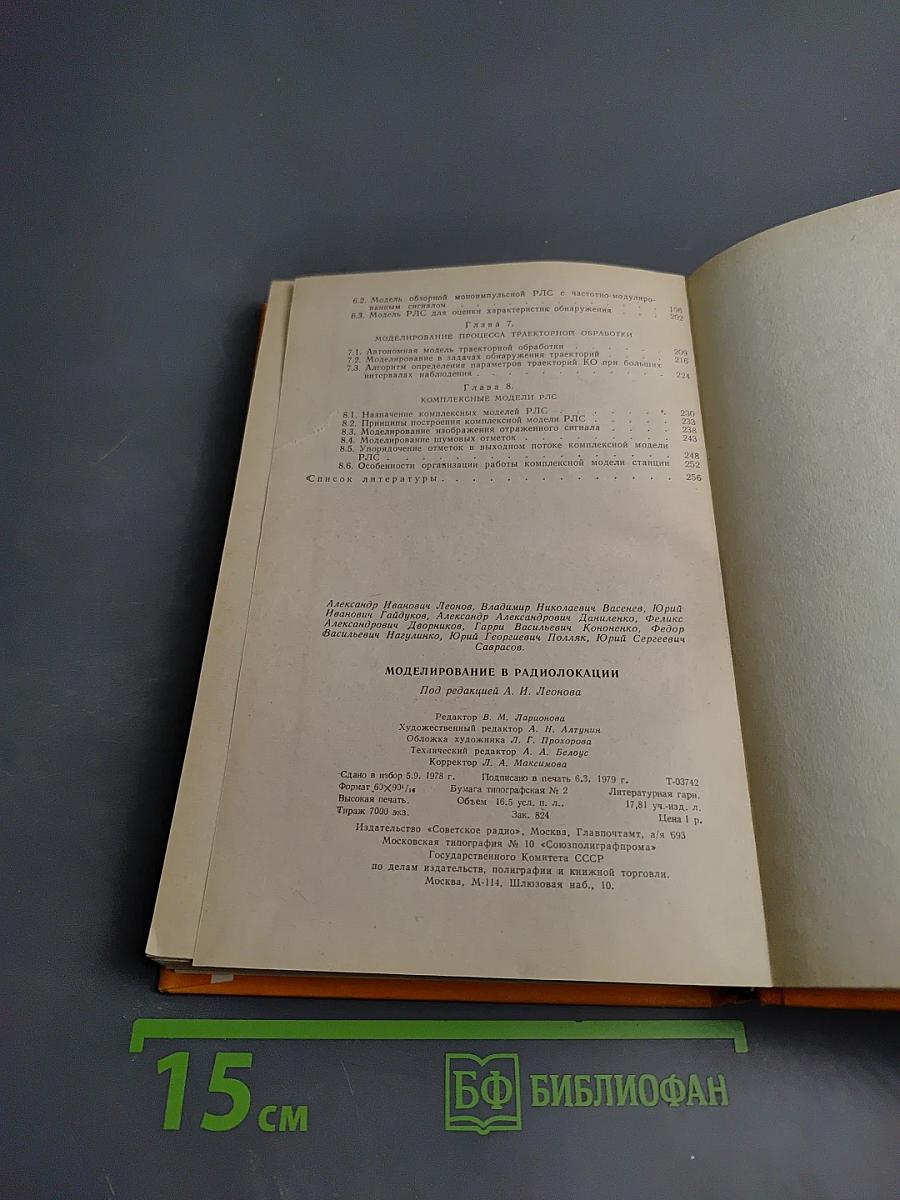 6.2. Модель обзорной моноимпульсной РЛС с частотно-модулиро-
ванным сигналом . . . . . . . . . . . . 196
6.3. Модель РЛС для оценки характеристик обнаружения . . . . 202
Глава 7.
МОДЕЛИРОВАНИЕ ПРОЦЕССА ТРАЕКТОРНОЙ ОБРАБОТКИ
7.1. Автономная модель траекторной обработки . . . . . . 209
7.2. Моделирование в задачах обнаружения траекторий . . . . 216
7.3. Алгоритм определения параметров траекторий КО при больших
интервалах наблюдения . . . . . . . . . . . . 224
Глава 8.
КОМПЛЕКСНЫЕ МОДЕЛИ РЛС
8.1. Назначение комплексных моделей РЛС . . . . . . . 230
8.2. Принципы построения комплексной модели РЛС . . . . . 233
8.3. Моделирование изображения отраженного сигнала . . . . 238
8.4. Моделирование шумовых отметок . . . . . . . . 243
8.5. Упорядочение отметок в выходном потоке комплексной модели
РЛС . . . . . . . . . . . . . . . . . 248
8.6. Особенности организации работы комплексной модели станции 252
Список литературы . . . . . . . . . . . . . . 256
Александр Иванович Леонов, Владимир Николаевич Васенев, Юрий
Иванович Гайдуков, Александр Александрович Даниленко, Феликс
Александрович Дворников, Гарри Васильевич Кононенко, Федор
Васильевич Нагулинко, Юрий Георгиевич Полляк, Юрий Сергеевич
Саврасов.
МОДЕЛИРОВАНИЕ В РАДИОЛОКАЦИИ
Под редакцией А. И. Леонова
Редактор В. М. Ларионова
Художественный редактор А. Н. Алтунин
Обложка художника Л. Г. Прохорова
Технический редактор А. А. Белоус
Корректор Л. А. Максимова
Сдано в набор 5.9. 1978 г. Подписано в печать 6.3. 1979 г. Т-03742
Формат 60×90 1/16 Бумага типографская № 2 Литературная гарн.
Высокая печать. Объем 16.5 усл. п. л., 17,81 уч.-изд. л.
Тираж 7000 экз. Зак. 824 Цена 1 р.
Издательство «Советское радио», Москва, Главпочтамт, а/я 693
Московская типография № 10 «Союзполиграфпрома»
Государственного Комитета СССР
по делам издательств, полиграфии и книжной торговли.
Москва, М-114, Шлюзовая наб., 10.
15 см
БФ БИБЛИОФАН